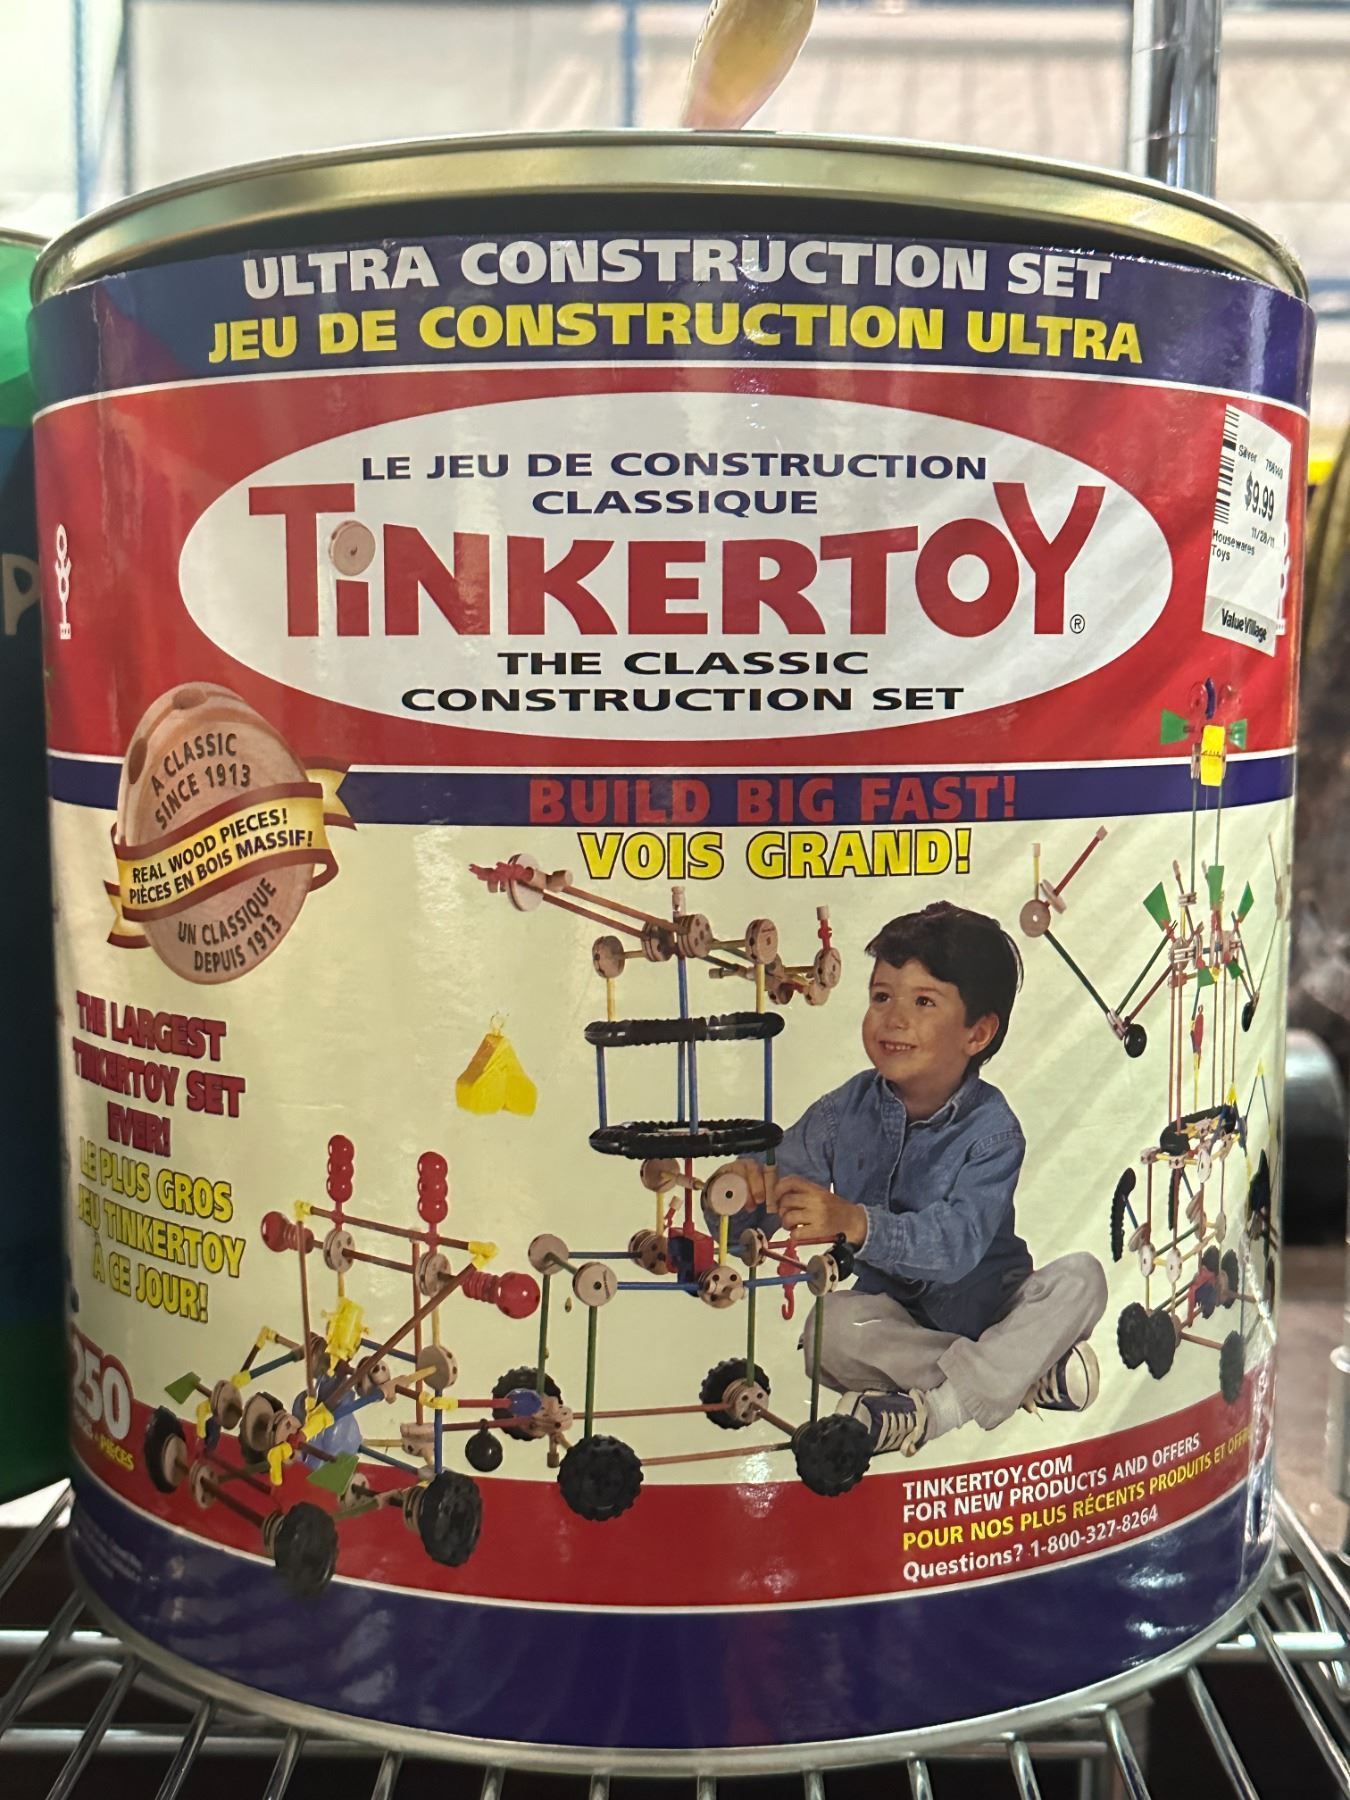 ULTRA CONSTRUCTION SET
JEU DE CONSTRUCTION ULTRA
LE JEU DE CONSTRUCTION
CLASSIQUE
TiNKERTOY®
THE CLASSIC
CONSTRUCTION SET
Silver
$9.99
Housewares
Toys
Value Village
A CLASSIC
SINCE 1913
REAL WOOD PIECES!
PIÈCES EN BOIS MASSIF!
UN CLASSIQUE
DEPUIS 1913
BUILD BIG FAST!
VOIS GRAND!
THE LARGEST
TINKERTOY SET
EVER!
LE PLUS GROS
JEU TINKERTOY
À CE JOUR!
250
PIECES
TINKERTOY.COM
FOR NEW PRODUCTS AND OFFERS
POUR NOS PLUS RÉCENTS PRODUITS ET
Questions? 1-800-327-8264